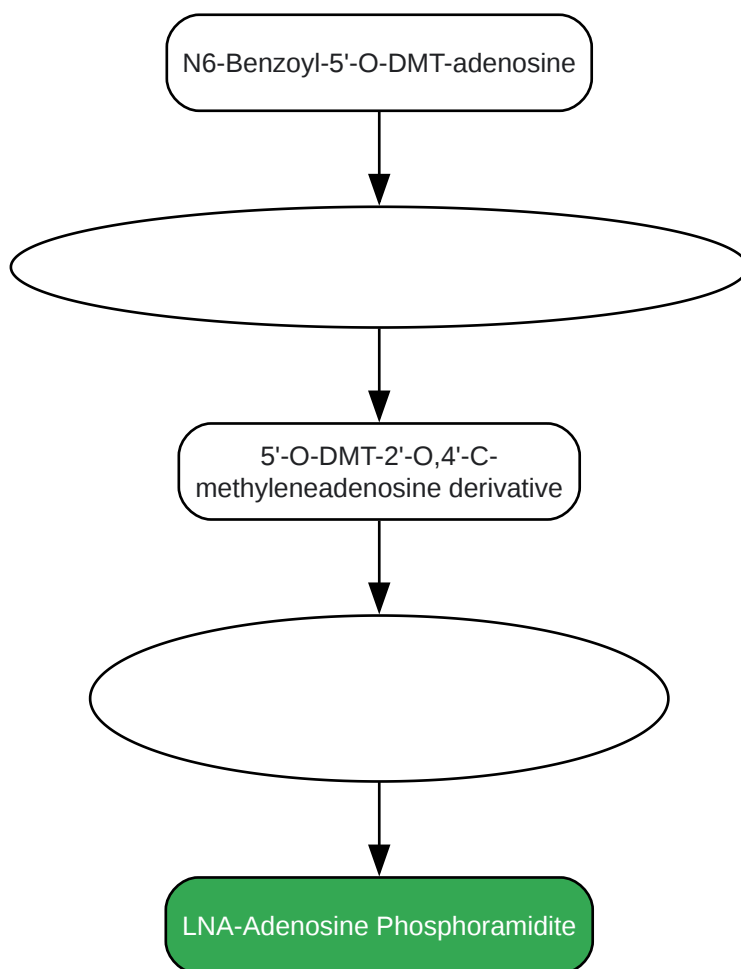 N6-Benzoyl-5'-O-DMT-adenosine
5'-O-DMT-2'-O,4'-C-
methyleneadenosine derivative
LNA-Adenosine Phosphoramidite